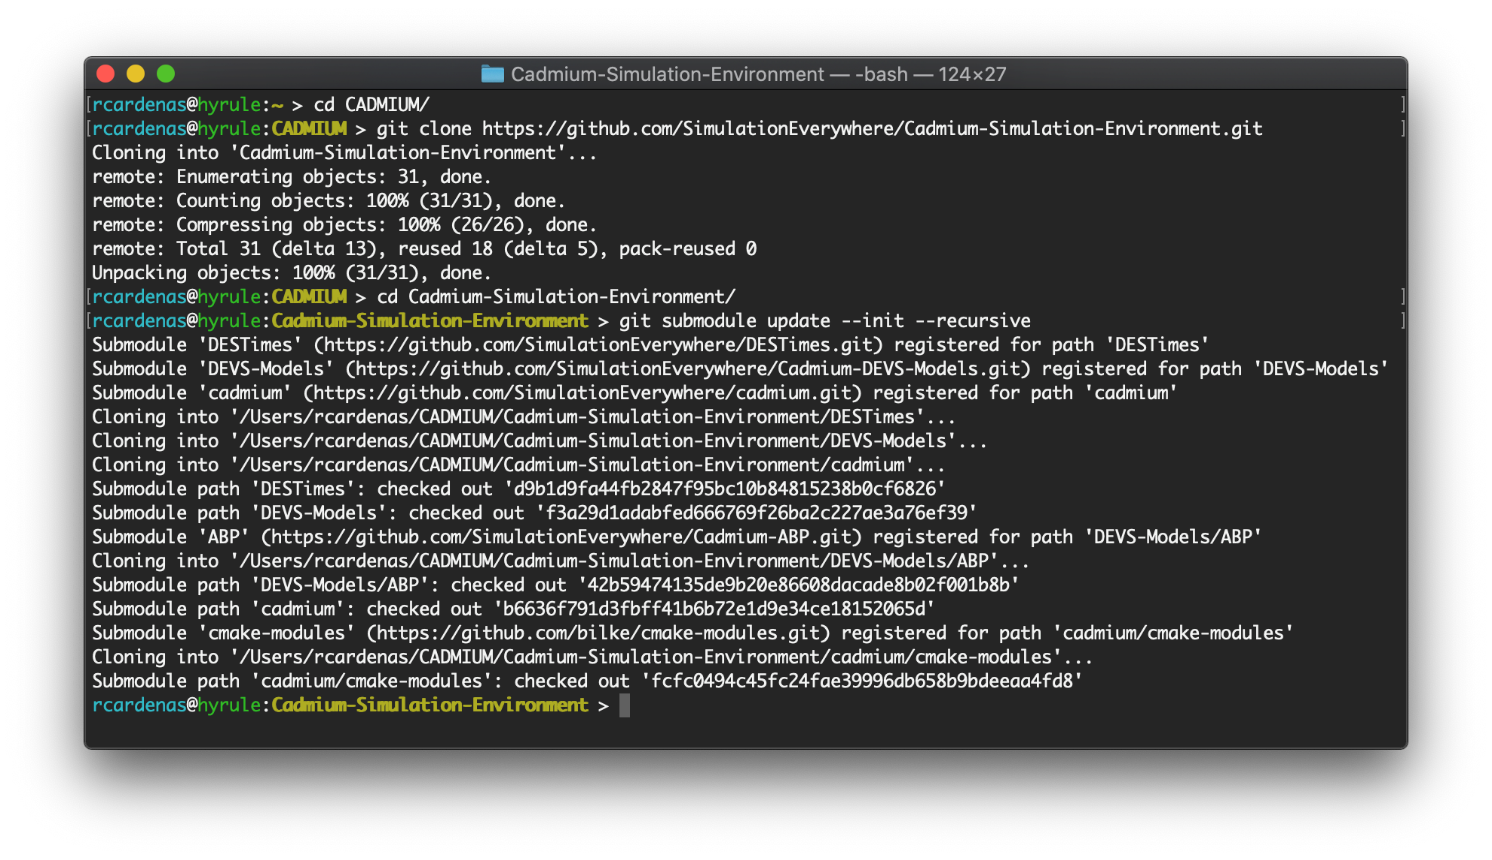 Cadmium-Simulation-Environment — -bash — 124×27
[rcardenas@hyrule:~ > cd CADMIUM/ ]
[rcardenas@hyrule:CADMIUM > git clone https://github.com/SimulationEverywhere/Cadmium-Simulation-Environment.git ]
Cloning into 'Cadmium-Simulation-Environment'...
remote: Enumerating objects: 31, done.
remote: Counting objects: 100% (31/31), done.
remote: Compressing objects: 100% (26/26), done.
remote: Total 31 (delta 13), reused 18 (delta 5), pack-reused 0
Unpacking objects: 100% (31/31), done.
[rcardenas@hyrule:CADMIUM > cd Cadmium-Simulation-Environment/ ]
[rcardenas@hyrule:Cadmium-Simulation-Environment > git submodule update --init --recursive ]
Submodule 'DESTimes' (https://github.com/SimulationEverywhere/DESTimes.git) registered for path 'DESTimes'
Submodule 'DEVS-Models' (https://github.com/SimulationEverywhere/Cadmium-DEVS-Models.git) registered for path 'DEVS-Models'
Submodule 'cadmium' (https://github.com/SimulationEverywhere/cadmium.git) registered for path 'cadmium'
Cloning into '/Users/rcardenas/CADMIUM/Cadmium-Simulation-Environment/DESTimes'...
Cloning into '/Users/rcardenas/CADMIUM/Cadmium-Simulation-Environment/DEVS-Models'...
Cloning into '/Users/rcardenas/CADMIUM/Cadmium-Simulation-Environment/cadmium'...
Submodule path 'DESTimes': checked out 'd9b1d9fa44fb2847f95bc10b84815238b0cf6826'
Submodule path 'DEVS-Models': checked out 'f3a29d1adabfed666769f26ba2c227ae3a76ef39'
Submodule 'ABP' (https://github.com/SimulationEverywhere/Cadmium-ABP.git) registered for path 'DEVS-Models/ABP'
Cloning into '/Users/rcardenas/CADMIUM/Cadmium-Simulation-Environment/DEVS-Models/ABP'...
Submodule path 'DEVS-Models/ABP': checked out '42b59474135de9b20e86608dacade8b02f001b8b'
Submodule path 'cadmium': checked out 'b6636f791d3fbff41b6b72e1d9e34ce18152065d'
Submodule 'cmake-modules' (https://github.com/bilke/cmake-modules.git) registered for path 'cadmium/cmake-modules'
Cloning into '/Users/rcardenas/CADMIUM/Cadmium-Simulation-Environment/cadmium/cmake-modules'...
Submodule path 'cadmium/cmake-modules': checked out 'fcfc0494c45fc24fae39996db658b9bdeeaa4fd8'
rcardenas@hyrule:Cadmium-Simulation-Environment >